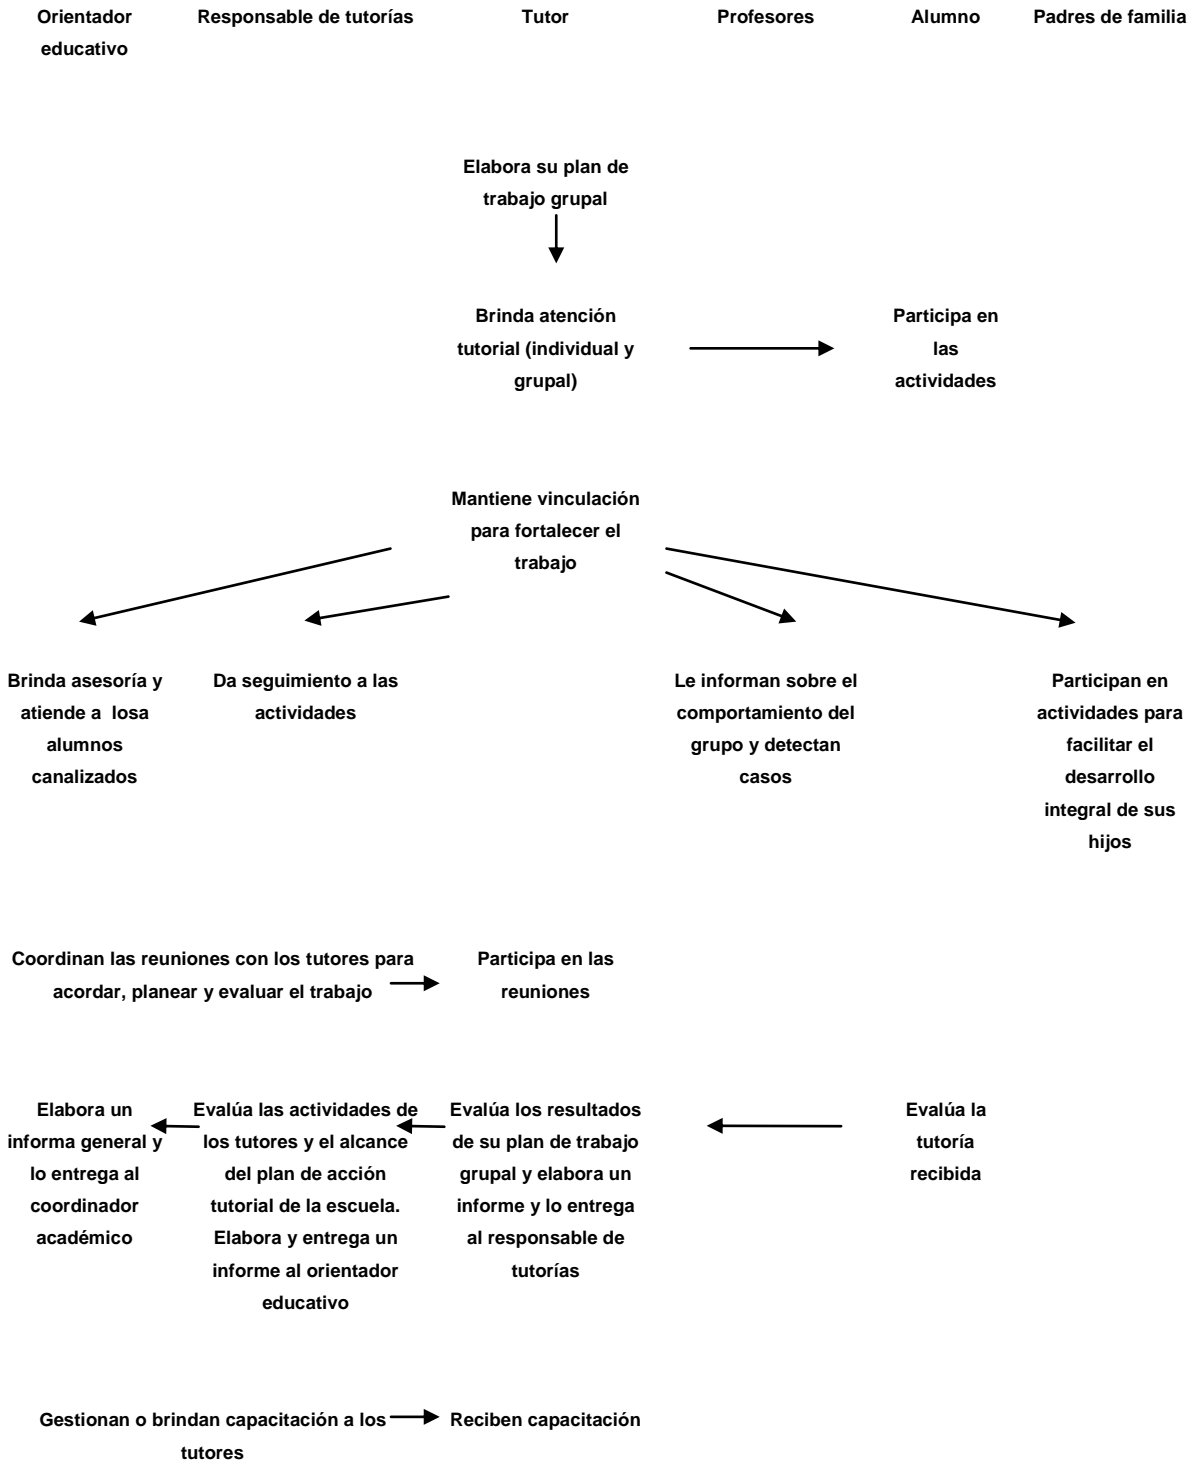 Orientador
educativo
Responsable de tutorías
Tutor
Profesores
Alumno
Padres de familia
Elabora su plan de
trabajo grupal
Brinda atención
tutorial (individual y
grupal)
Participa en
las
actividades
Mantiene vinculación
para fortalecer el
trabajo
Brinda asesoría y
atiende a  losa
alumnos
canalizados
Da seguimiento a las
actividades
Le informan sobre el
comportamiento del
grupo y detectan
casos
Participan en
actividades para
facilitar el
desarrollo
integral de sus
hijos
Coordinan las reuniones con los tutores para
acordar, planear y evaluar el trabajo
Participa en las
reuniones
Elabora un
informa general y
lo entrega al
coordinador
académico
Evalúa las actividades de
los tutores y el alcance
del plan de acción
tutorial de la escuela.
Elabora y entrega un
informe al orientador
educativo
Evalúa los resultados
de su plan de trabajo
grupal y elabora un
informe y lo entrega
al responsable de
tutorías
Evalúa la
tutoría
recibida
Gestionan o brindan capacitación a los
tutores
Reciben capacitación